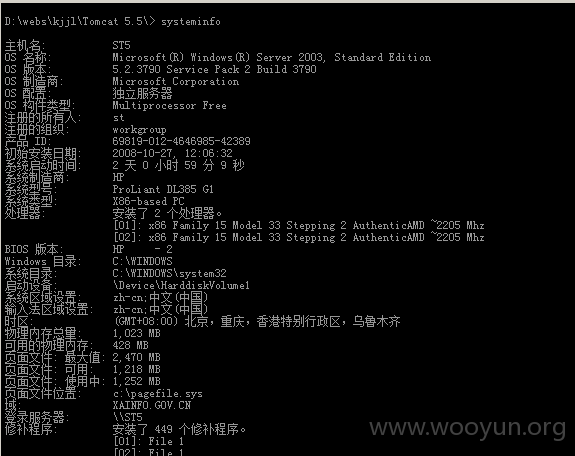 D:\webs\kjjl\Tomcat 5.5\> systeminfo
主机名: ST5
OS 名称: Microsoft(R) Windows(R) Server 2003, Standard Edition
OS 版本: 5.2.3790 Service Pack 2 Build 3790
OS 制造商: Microsoft Corporation
OS 配置: 独立服务器
OS 构件类型: Multiprocessor Free
注册的所有人: st
注册的组织: workgroup
产品 ID: 69819-012-4646985-42389
初始安装日期: 2008-10-27, 12:06:32
系统启动时间: 2 天 0 小时 59 分 9 秒
系统制造商: HP
系统型号: ProLiant DL385 G1
系统类型: X86-based PC
处理器: 安装了 2 个处理器。
[01]: x86 Family 15 Model 33 Stepping 2 AuthenticAMD ~2205 Mhz
[02]: x86 Family 15 Model 33 Stepping 2 AuthenticAMD ~2205 Mhz
BIOS 版本: HP - 2
Windows 目录: C:\WINDOWS
系统目录: C:\WINDOWS\system32
启动设备: \Device\HarddiskVolume1
系统区域设置: zh-cn;中文(中国)
输入法区域设置: zh-cn;中文(中国)
时区: (GMT+08:00) 北京，重庆，香港特别行政区，乌鲁木齐
物理内存总量: 1,023 MB
可用的物理内存: 428 MB
页面文件: 最大值: 2,470 MB
页面文件: 可用: 1,218 MB
页面文件: 使用中: 1,252 MB
页面文件位置: c:\pagefile.sys
域: XAINFO.GOV.CN
登录服务器: \\ST5
修补程序: 安装了 449 个修补程序。
[01]: File 1
[02]: File 1
www.wooyun.org